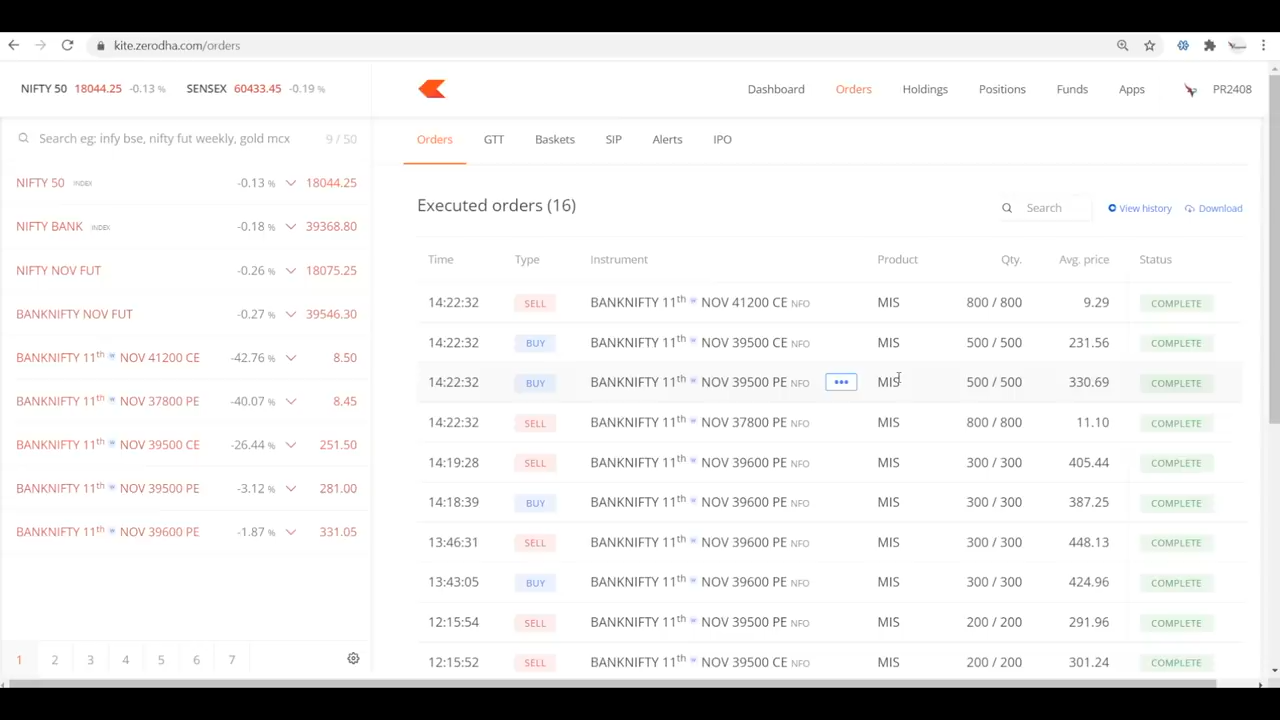 kite.zerodha.com/orders
NIFTY 50 18044.25 -0.13 % SENSEX 60433.45 -0.19 %
Dashboard Orders Holdings Positions Funds Apps PR2408
Search eg: infy bse, nifty fut weekly, gold mcx 9 / 50
NIFTY 50 INDEX -0.13 % 18044.25
NIFTY BANK INDEX -0.18 % 39368.80
NIFTY NOV FUT -0.26 % 18075.25
BANKNIFTY NOV FUT -0.27 % 39546.30
BANKNIFTY 11th w NOV 41200 CE -42.76 % 8.50
BANKNIFTY 11th w NOV 37800 PE -40.07 % 8.45
BANKNIFTY 11th w NOV 39500 CE -26.44 % 251.50
BANKNIFTY 11th w NOV 39500 PE -3.12 % 281.00
BANKNIFTY 11th w NOV 39600 PE -1.87 % 331.05
1 2 3 4 5 6 7
Orders GTT Baskets SIP Alerts IPO
Executed orders (16) Search View history Download
Time Type Instrument Product Qty. Avg. price Status
14:22:32 SELL BANKNIFTY 11th w NOV 41200 CE NFO MIS 800 / 800 9.29 COMPLETE
14:22:32 BUY BANKNIFTY 11th w NOV 39500 CE NFO MIS 500 / 500 231.56 COMPLETE
14:22:32 BUY BANKNIFTY 11th w NOV 39500 PE NFO ••• MIS 500 / 500 330.69 COMPLETE
14:22:32 SELL BANKNIFTY 11th w NOV 37800 PE NFO MIS 800 / 800 11.10 COMPLETE
14:19:28 SELL BANKNIFTY 11th w NOV 39600 PE NFO MIS 300 / 300 405.44 COMPLETE
14:18:39 BUY BANKNIFTY 11th w NOV 39600 PE NFO MIS 300 / 300 387.25 COMPLETE
13:46:31 SELL BANKNIFTY 11th w NOV 39600 PE NFO MIS 300 / 300 448.13 COMPLETE
13:43:05 BUY BANKNIFTY 11th w NOV 39600 PE NFO MIS 300 / 300 424.96 COMPLETE
12:15:54 SELL BANKNIFTY 11th w NOV 39500 PE NFO MIS 200 / 200 291.96 COMPLETE
12:15:52 SELL BANKNIFTY 11th w NOV 39500 CE NFO MIS 200 / 200 301.24 COMPLETE